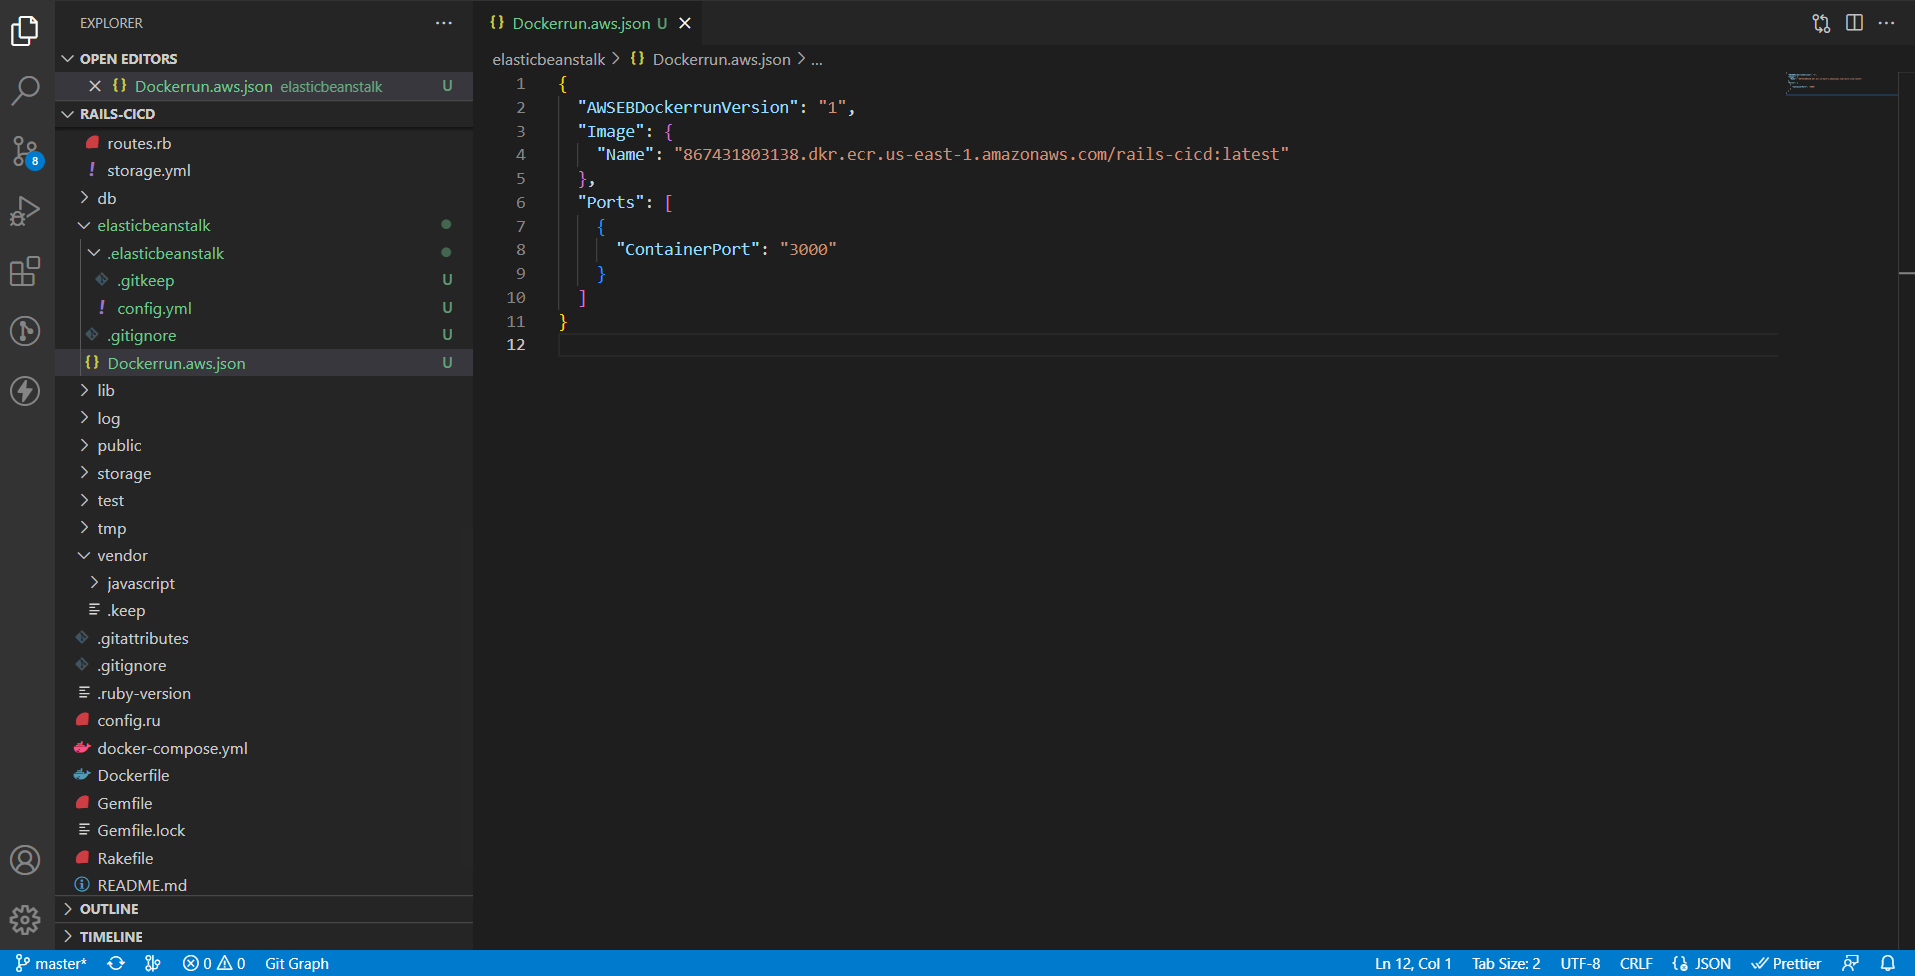 EXPLORER
OPEN EDITORS
Dockerrun.aws.json elasticbeanstalk U
RAILS-CICD
routes.rb
! storage.yml
db
elasticbeanstalk
.elasticbeanstalk
.gitkeep U
! config.yml U
.gitignore U
{} Dockerrun.aws.json U
lib
log
public
storage
test
tmp
vendor
javascript
.keep
.gitattributes
.gitignore
.ruby-version
config.ru
docker-compose.yml
Dockerfile
Gemfile
Gemfile.lock
Rakefile
README.md
OUTLINE
TIMELINE
8
{} Dockerrun.aws.json U
elasticbeanstalk > {} Dockerrun.aws.json > ...
1 {
2 "AWSEBDockerrunVersion": "1",
3 "Image": {
4 "Name": "867431803138.dkr.ecr.us-east-1.amazonaws.com/rails-cicd:latest"
5 },
6 "Ports": [
7 {
8 "ContainerPort": "3000"
9 }
10 ]
11 }
12
master* 0 0 Git Graph Ln 12, Col 1 Tab Size: 2 UTF-8 CRLF JSON Prettier